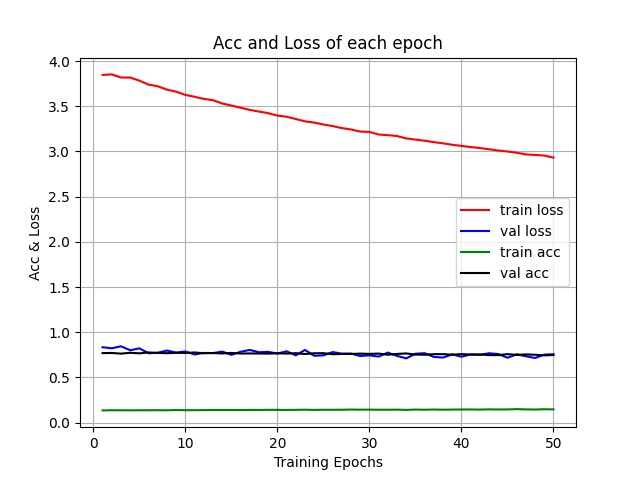 Acc and Loss of each epoch
4.0
3.5
3.0
2.5
2.0
1.5
1.0
0.5
0.0
Acc & Loss
train loss
val loss
train acc
val acc
0 10 20 30 40 50
Training Epochs